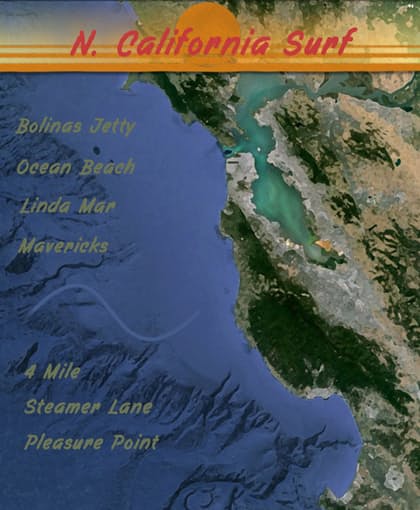 N. California Surf
Bolinas Jetty
Ocean Beach
Linda Mar
Mavericks
4 Mile
Steamer Lane
Pleasure Point